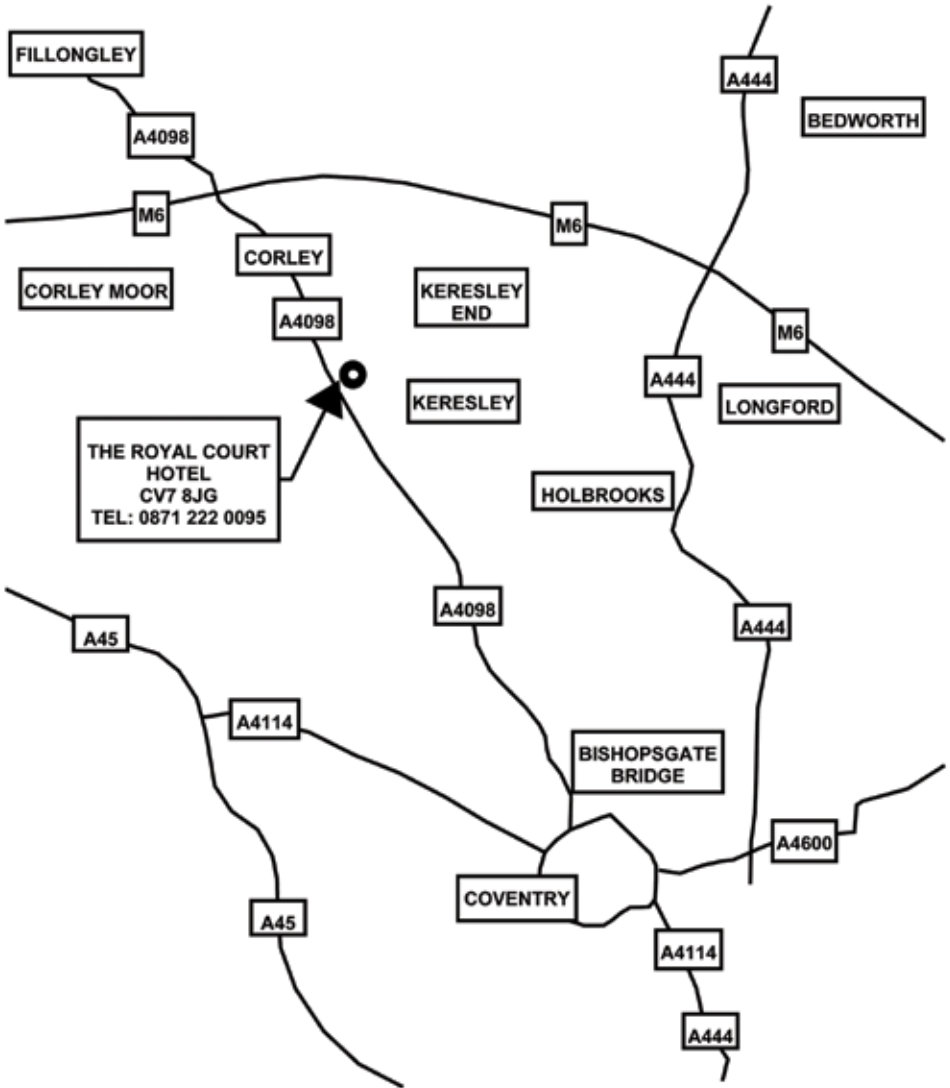 FILLONGLEY
A444
BEDWORTH
A4098
M6
M6
CORLEY
CORLEY MOOR
KERESLEY
END
A4098
M6
A444
KERESLEY
LONGFORD
THE ROYAL COURT
HOTEL
CV7 8JG
TEL: 0871 222 0095
HOLBROOKS
A4098
A444
A45
A4114
BISHOPSGATE
BRIDGE
A4600
COVENTRY
A45
A4114
A444